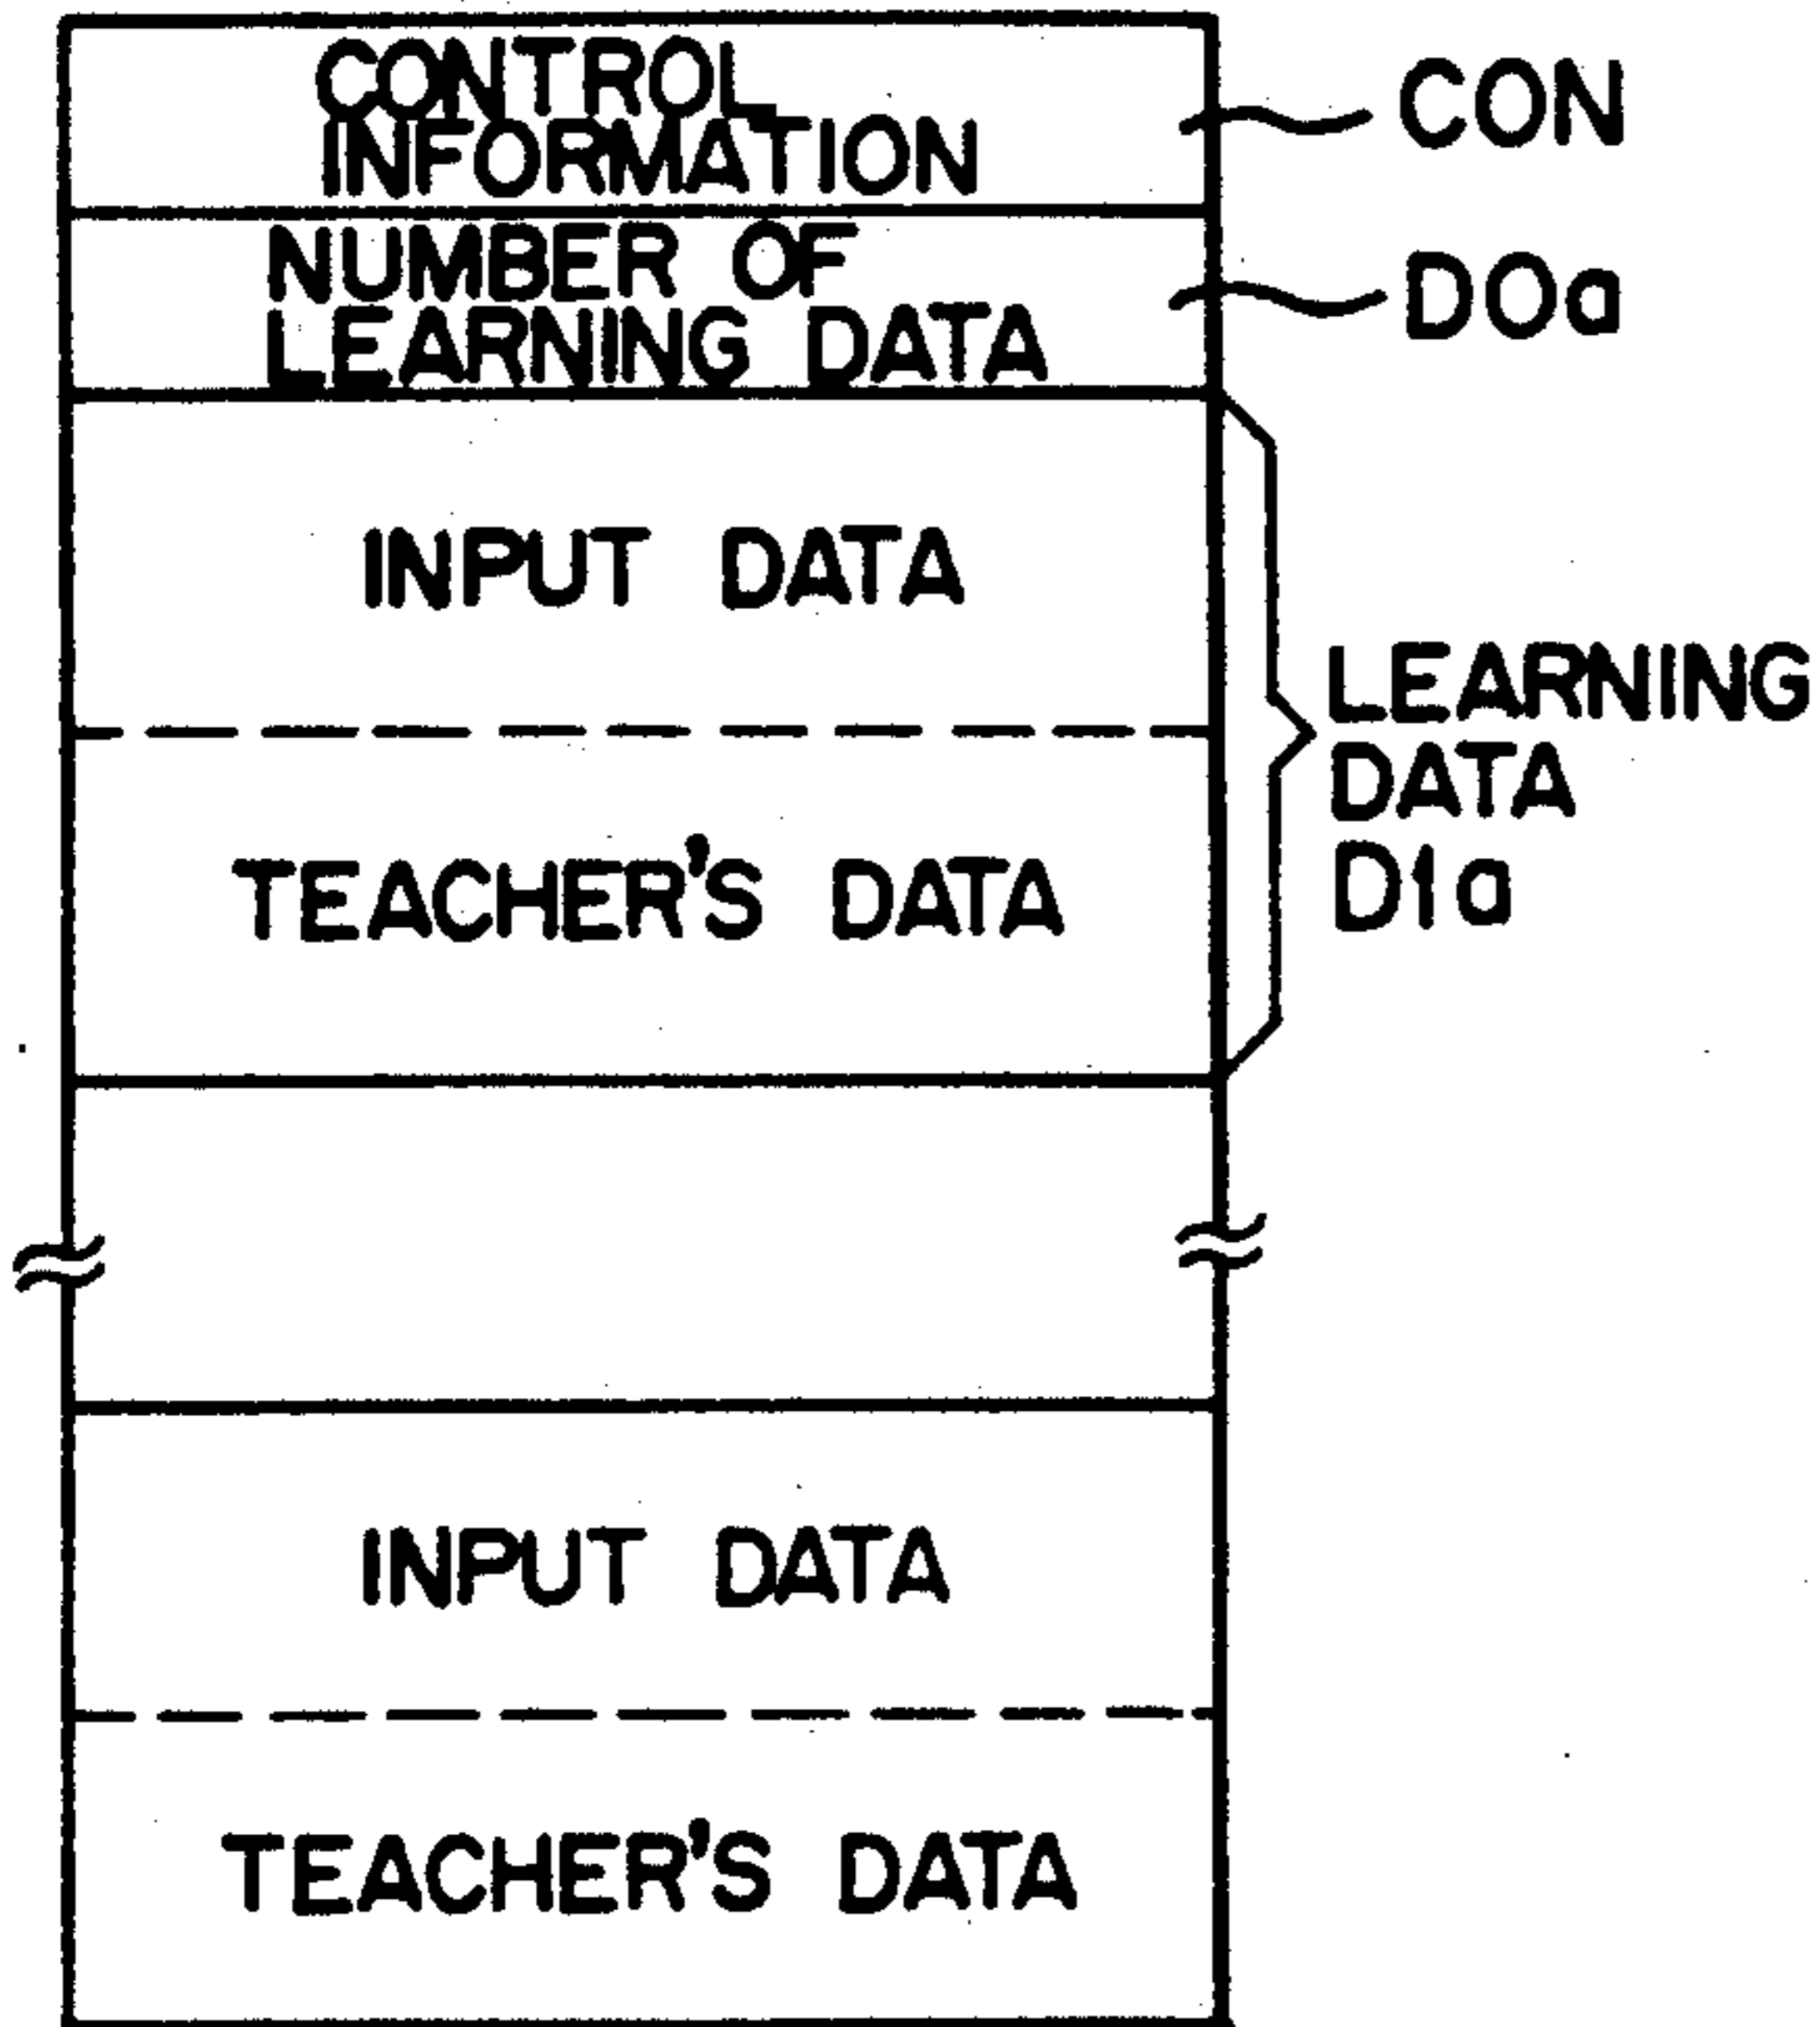 CONTROL
INFORMATION
CON
NUMBER OF
LEARNING DATA
D0a
INPUT DATA
TEACHER'S DATA
LEARNING
DATA
D1a
INPUT DATA
TEACHER'S DATA